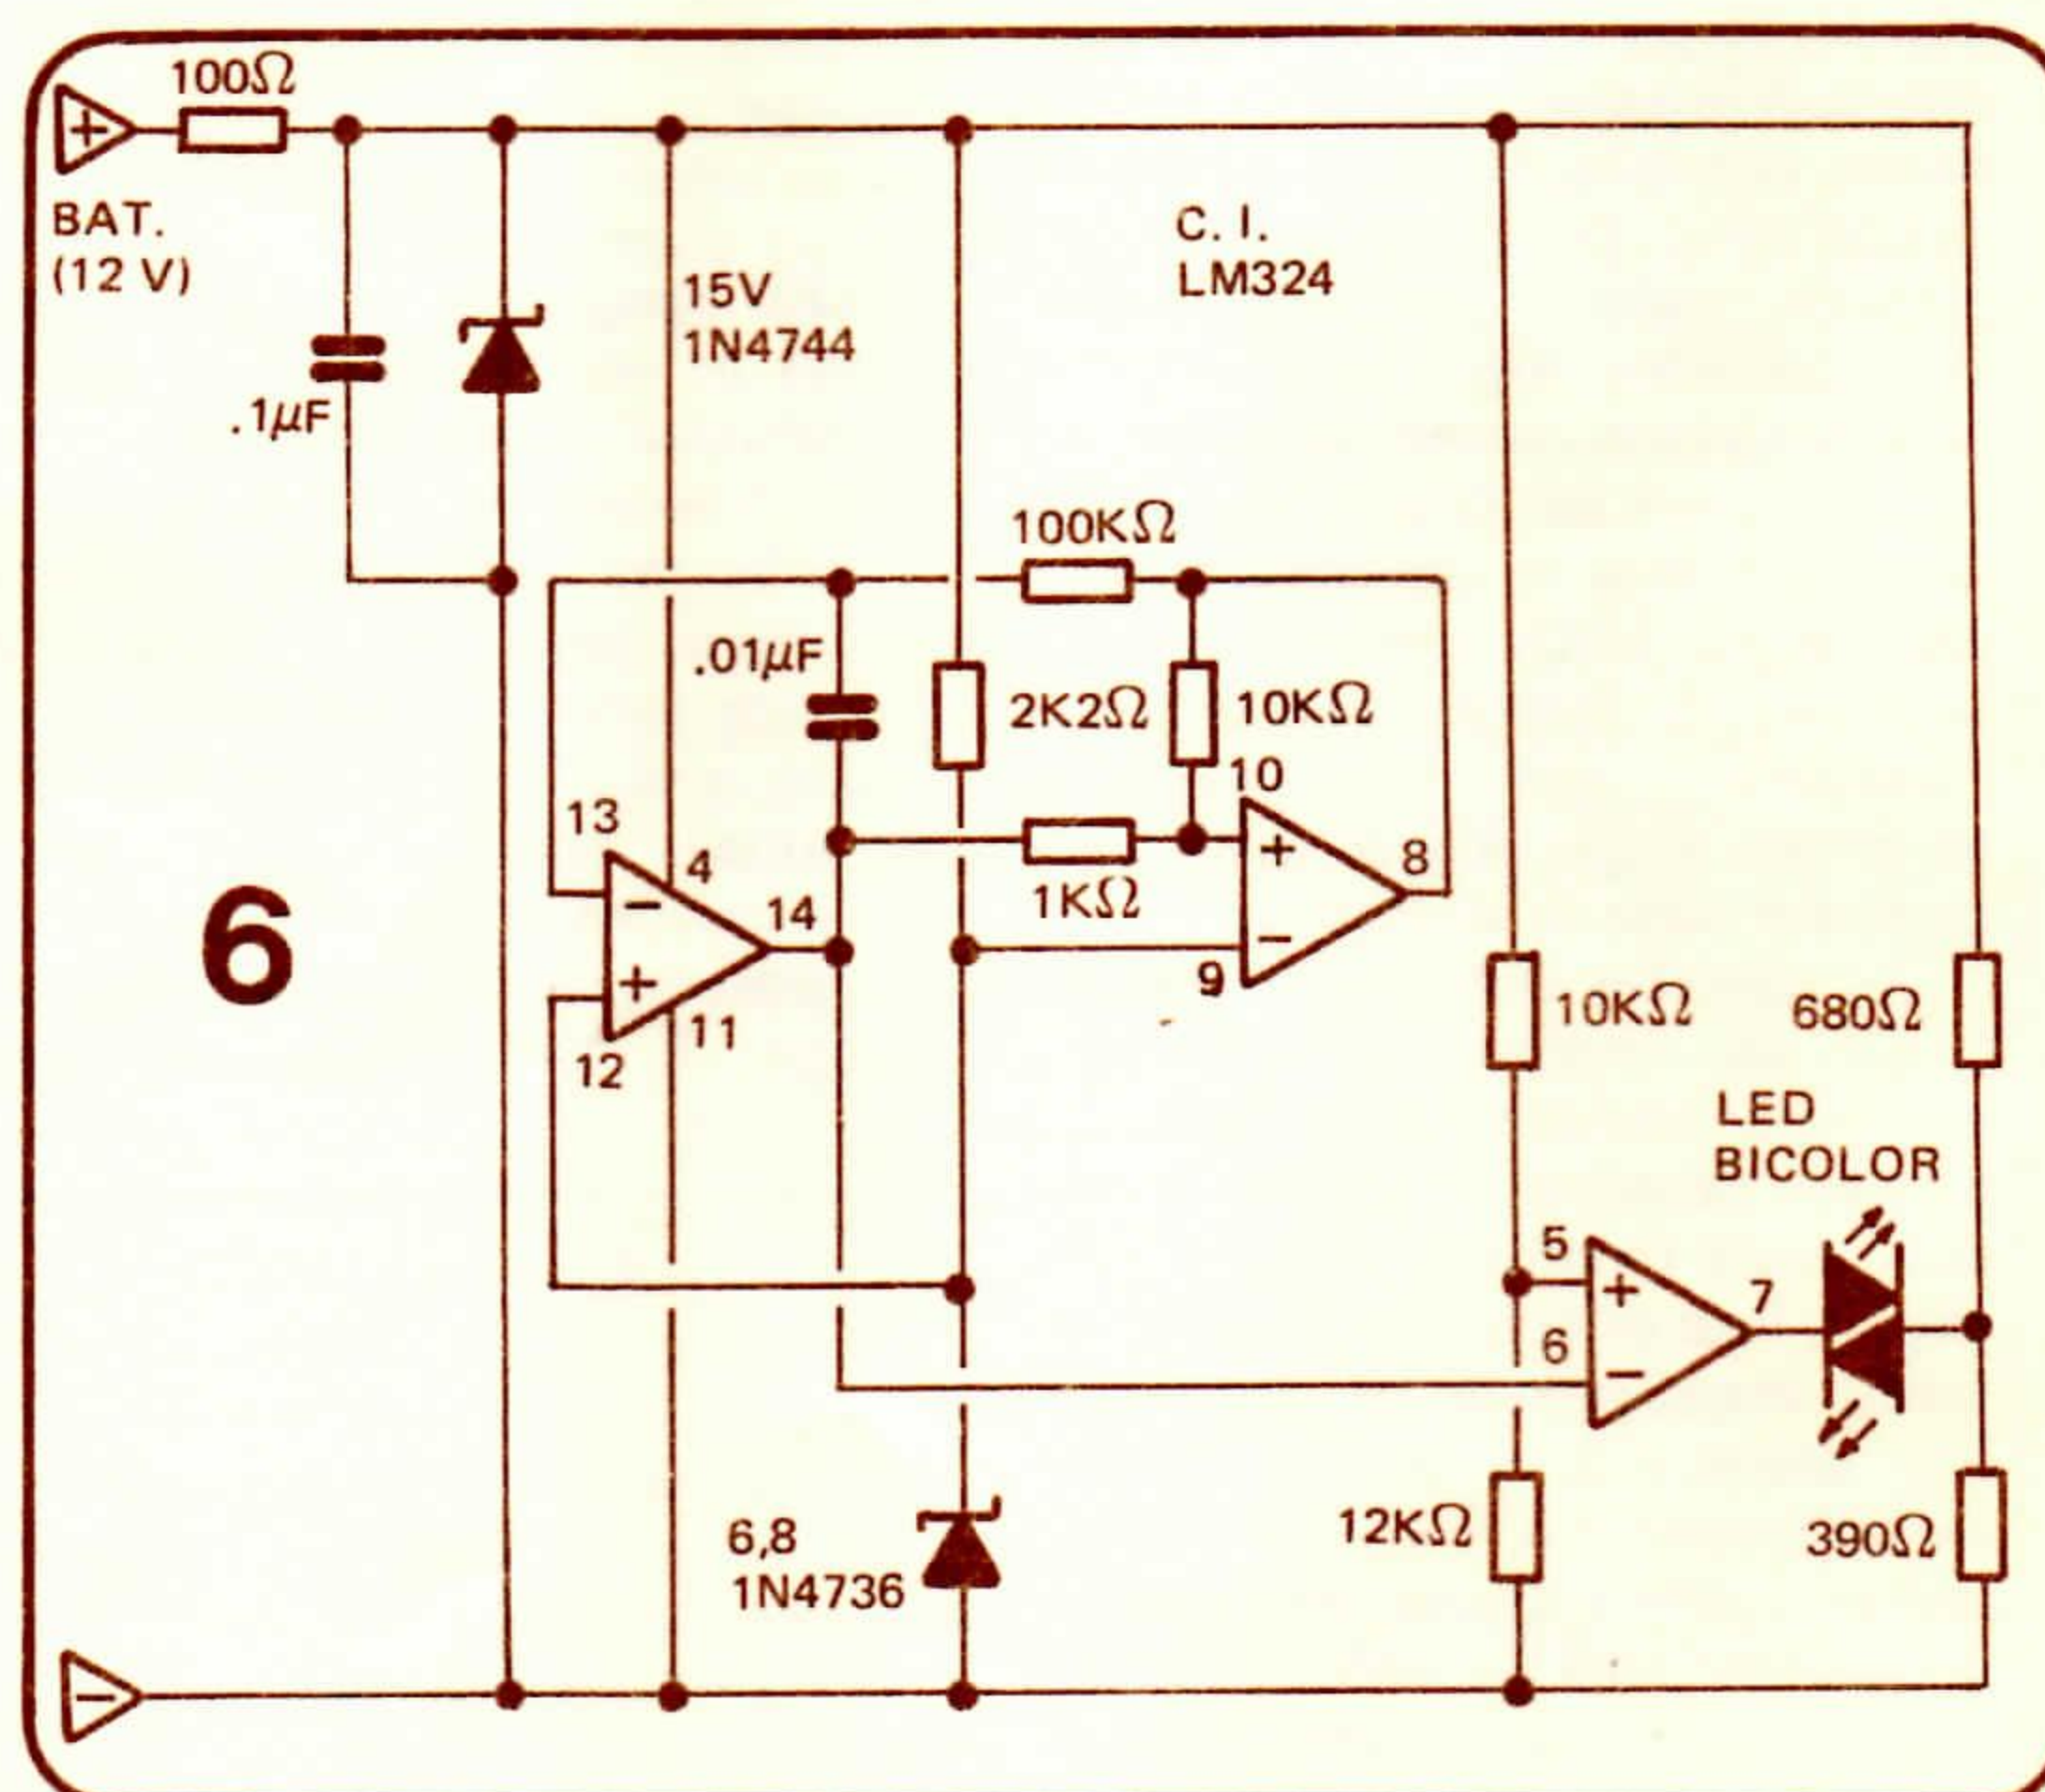 100Ω
+
BAT.
(12 V)
C. I.
LM324
15V
1N4744
.1μF
100KΩ
.01μF
2K2Ω
10KΩ
10
13
4
14
+
8
1KΩ
−
−
9
6
+
11
12
10KΩ
680Ω
LED
BICOLOR
5
+
7
6
−
6,8
1N4736
12KΩ
390Ω
−